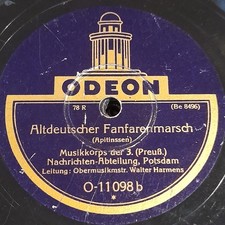 ODEON
78 R
(Be 8496)
Altdeutscher Fanfarenmarsch
(Apitinssen)
Musikkorps der 3. (Preuß.)
Nachrichten-Abteilung, Potsdam
Leitung: Obermusikmstr. Walter Harmens
O-11098 b